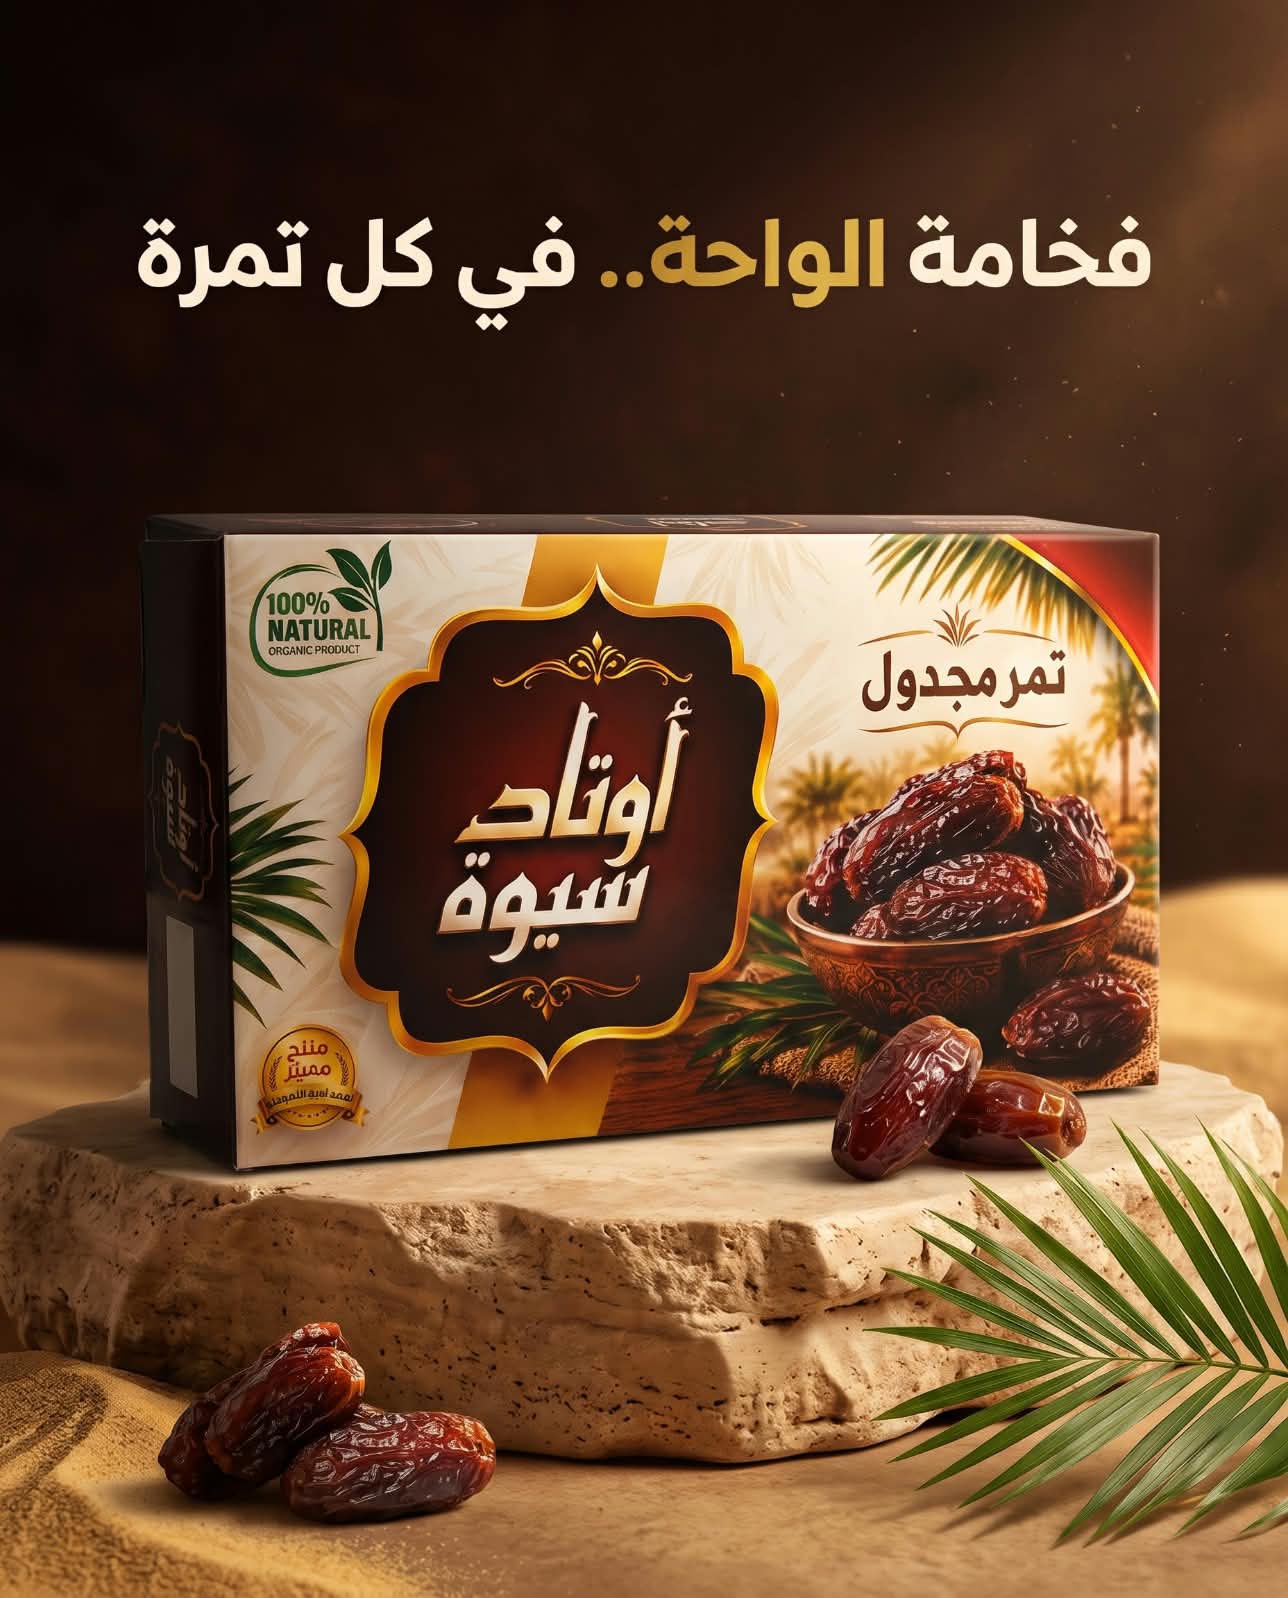 فخامة الواحة.. في كل تمرة
100%
NATURAL
ORGANIC PRODUCT
تمر مجدول
أوتاد
سيوة
منتج
مميز